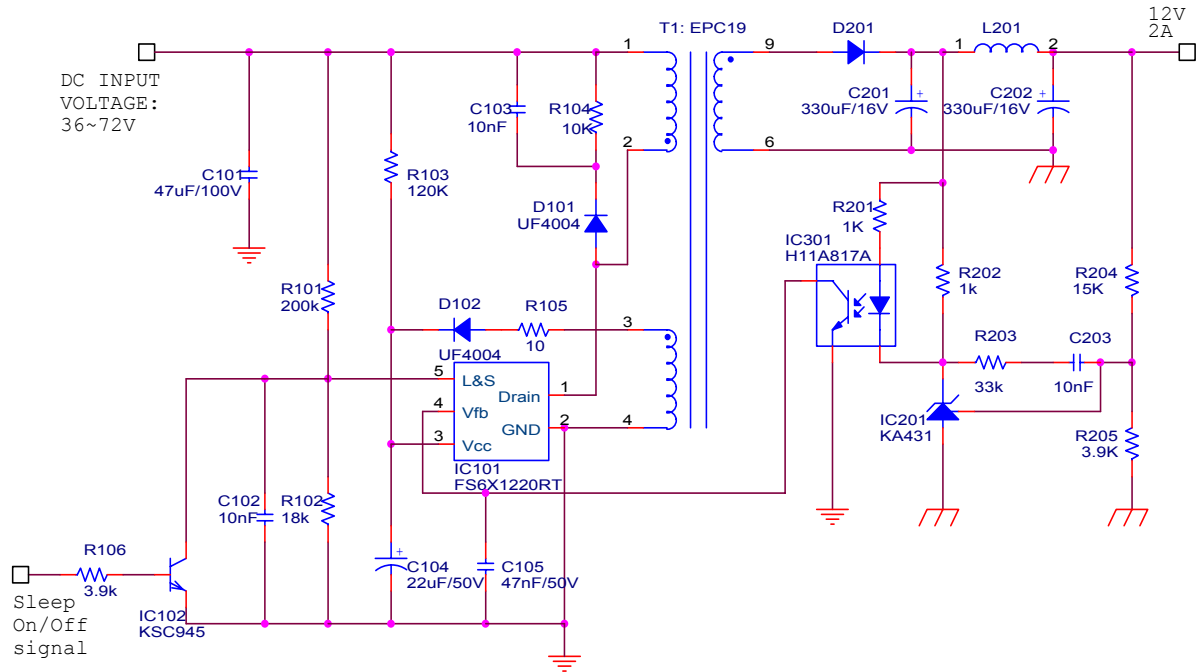 12V
2A
T1: EPC19
D201
L201
1
9
1
2
DC INPUT
VOLTAGE:
36~72V
C103
10nF
R104
10K
C201
330uF/16V
+
C202
330uF/16V
+
2
6
C101
47uF/100V
R103
120K
D101
UF4004
R201
1K
IC301
H11A817A
R101
200k
R202
1k
R204
15K
D102
UF4004
R105
10
3
R203
33k
C203
10nF
5
L&S
Drain
1
4
Vfb
GND
2
4
3
Vcc
IC101
FS6X1220RT
IC201
KA431
R205
3.9K
C102
10nF
R102
18k
R106
3.9k
+
C104
22uF/50V
C105
47nF/50V
Sleep
On/Off
signal
IC102
KSC945